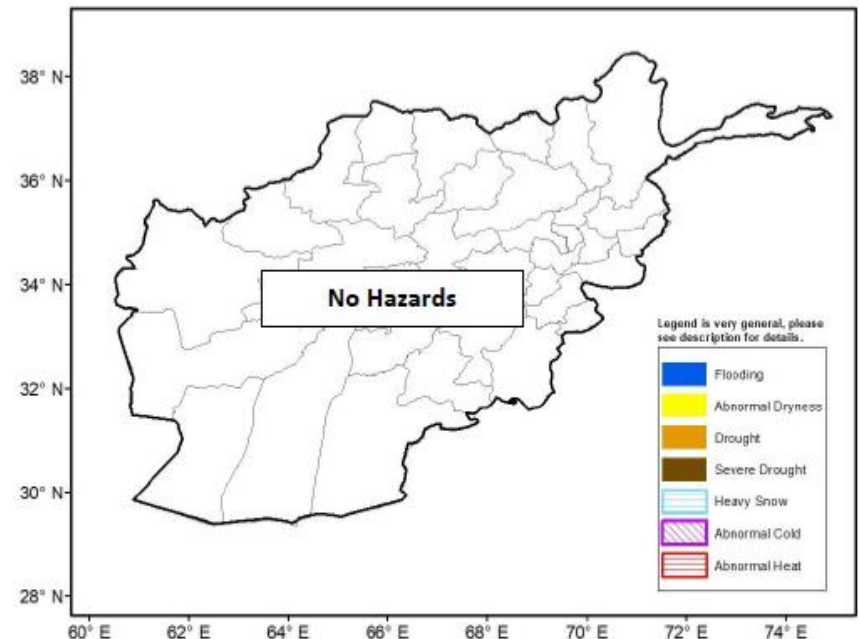 38° N
36° N
34° N
32° N
30° N
28° N
No Hazards
Legend is very general, please
see description for details.
Flooding
Abnormal Dryness
Drought
Severe Drought
Heavy Snow
Abnormal Cold
Abnormal Heat
60° E 62° E 64° E 66° E 68° E 70° E 72° E 74° E